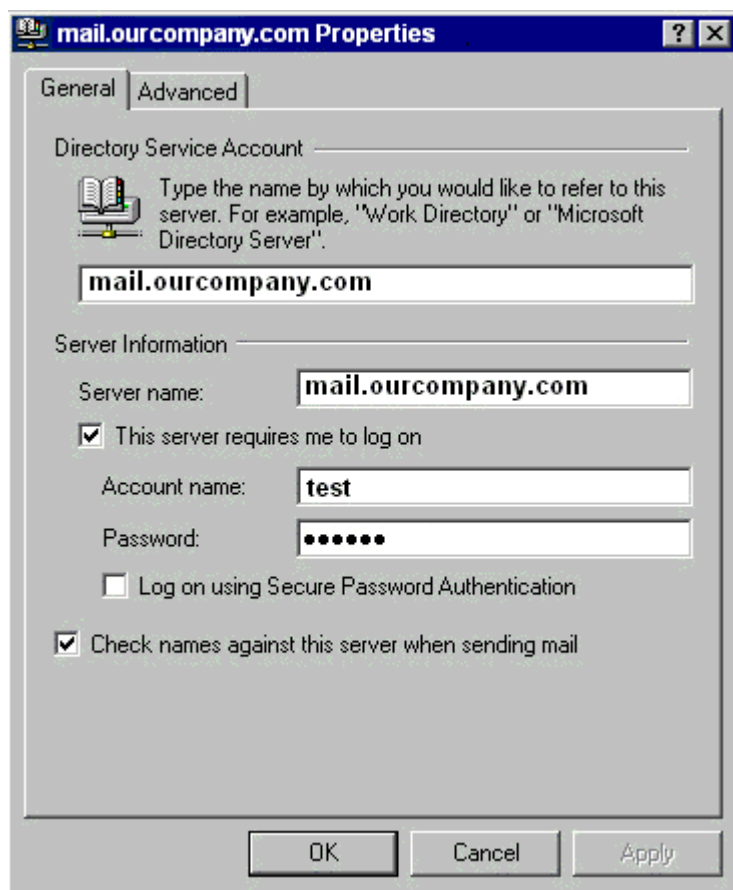 mail.ourcompany.com Properties
General Advanced
Directory Service Account
Type the name by which you would like to refer to this
server. For example, "Work Directory" or "Microsoft
Directory Server".
mail.ourcompany.com
Server Information
Server name: mail.ourcompany.com
This server requires me to log on
Account name: test
Password: ●●●●●●
Log on using Secure Password Authentication
Check names against this server when sending mail
OK Cancel Apply